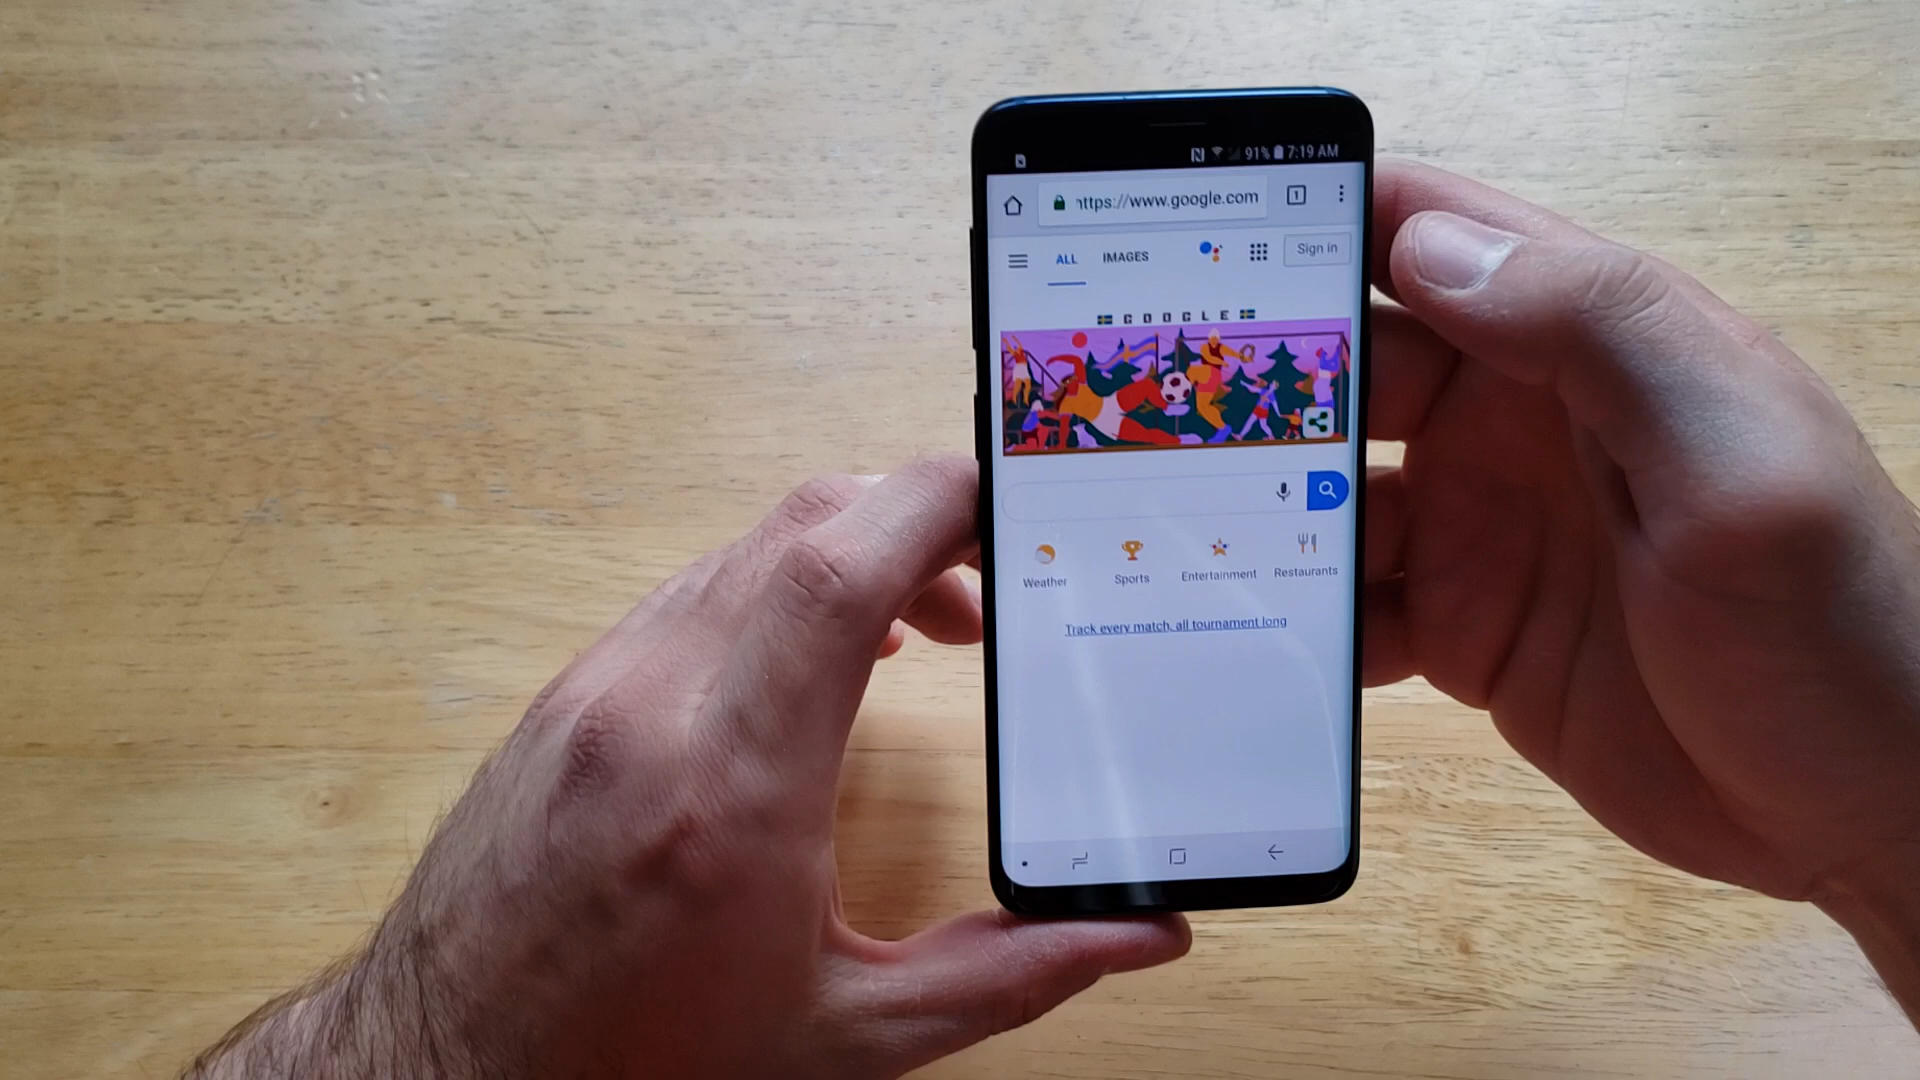 91% 7:19 AM
https://www.google.com 1
ALL IMAGES Sign in
GOOGLE
Weather Sports Entertainment Restaurants
Track every match, all tournament long